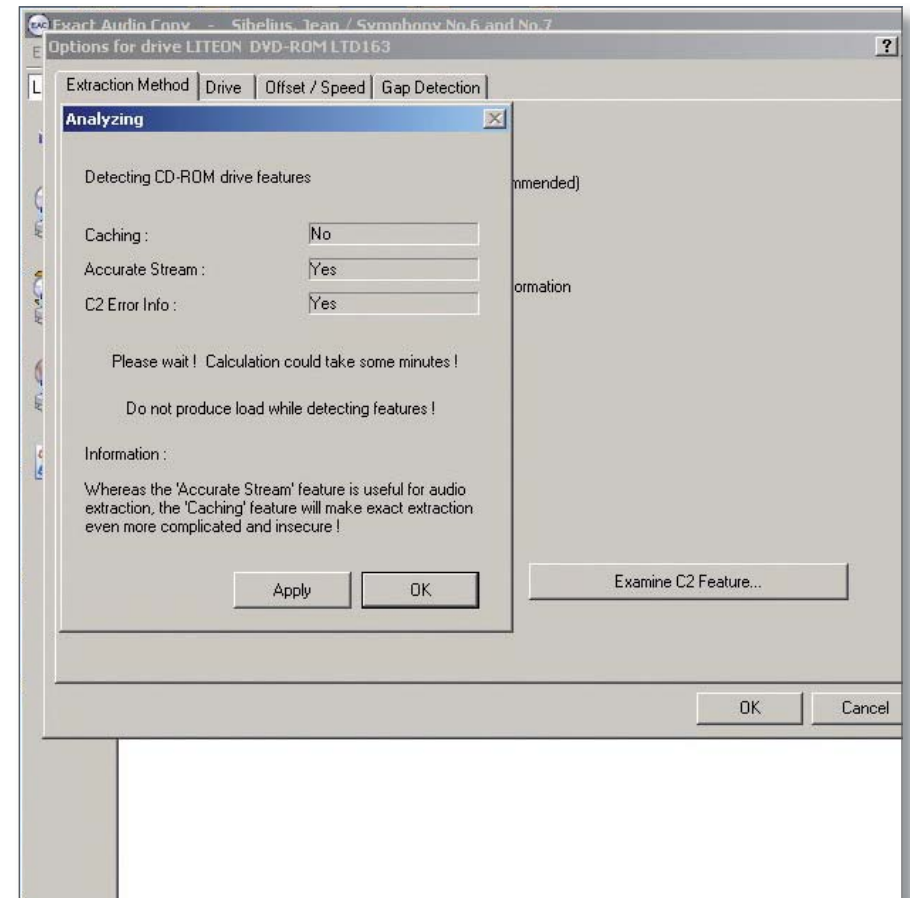 Exact Audio Copy - Sibelius, Jean / Symphony No.6 and No.7
Options for drive LITEON DVD-ROM LTD163
?
Extraction Method
Drive
Offset / Speed
Gap Detection
Analyzing
Detecting CD-ROM drive features
mmended)
Caching :
No
Accurate Stream :
Yes
ormation
C2 Error Info :
Yes
Please wait ! Calculation could take some minutes !
Do not produce load while detecting features !
Information :
Whereas the 'Accurate Stream' feature is useful for audio
extraction, the 'Caching' feature will make exact extraction
even more complicated and insecure !
Apply
OK
Examine C2 Feature...
OK
Cancel